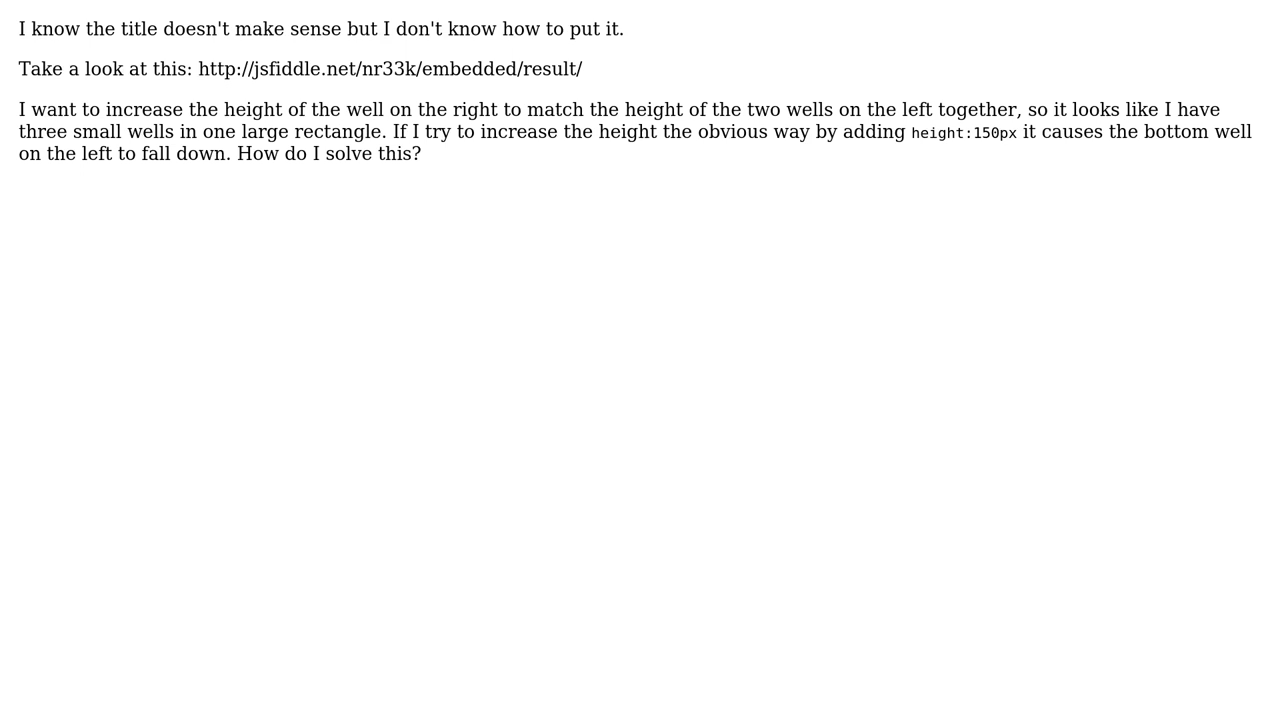 I know the title doesn't make sense but I don't know how to put it.
Take a look at this: http://jsfiddle.net/nr33k/embedded/result/
I want to increase the height of the well on the right to match the height of the two wells on the left together, so it looks like I have
three small wells in one large rectangle. If I try to increase the height the obvious way by adding height:150px it causes the bottom well
on the left to fall down. How do I solve this?